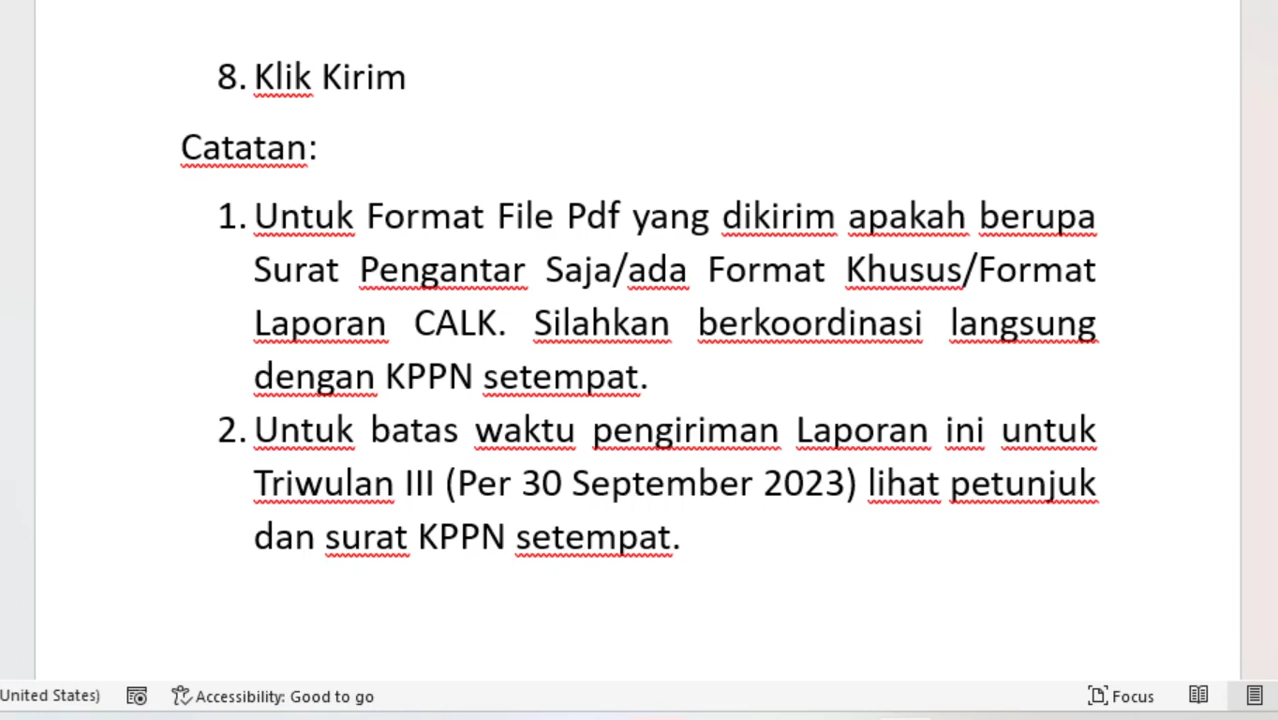 8. Klik Kirim
Catatan:
1. Untuk Format File Pdf yang dikirim apakah berupa
Surat Pengantar Saja/ada Format Khusus/Format
Laporan CALK. Silahkan berkoordinasi langsung
dengan KPPN setempat.
2. Untuk batas waktu pengiriman Laporan ini untuk
Triwulan III (Per 30 September 2023) lihat petunjuk
dan surat KPPN setempat.
United States) Accessibility: Good to go Focus